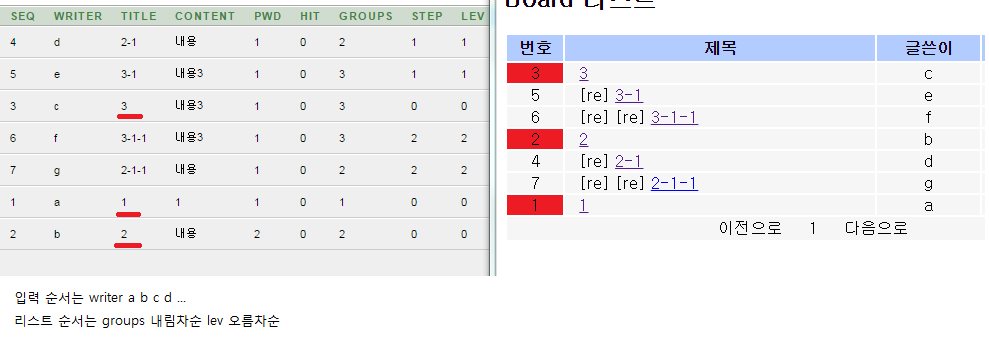 Board 리스트
SEQ WRITER TITLE CONTENT PWD HIT GROUPS STEP LEV
4 d 2-1 내용 1 0 2 1 1
5 e 3-1 내용3 1 0 3 1 1
3 c 3 내용3 1 0 3 0 0
6 f 3-1-1 내용3 1 0 3 2 2
7 g 2-1-1 내용 1 0 2 2 2
1 a 1 1 1 0 1 0 0
2 b 2 내용 2 0 2 0 0
번호 제목 글쓴이
3 3 c
5 [re] 3-1 e
6 [re] [re] 3-1-1 f
2 2 b
4 [re] 2-1 d
7 [re] [re] 2-1-1 g
1 1 a
이전으로 1 다음으로
입력 순서는 writer a b c d ...
리스트 순서는 groups 내림차순 lev 오름차순